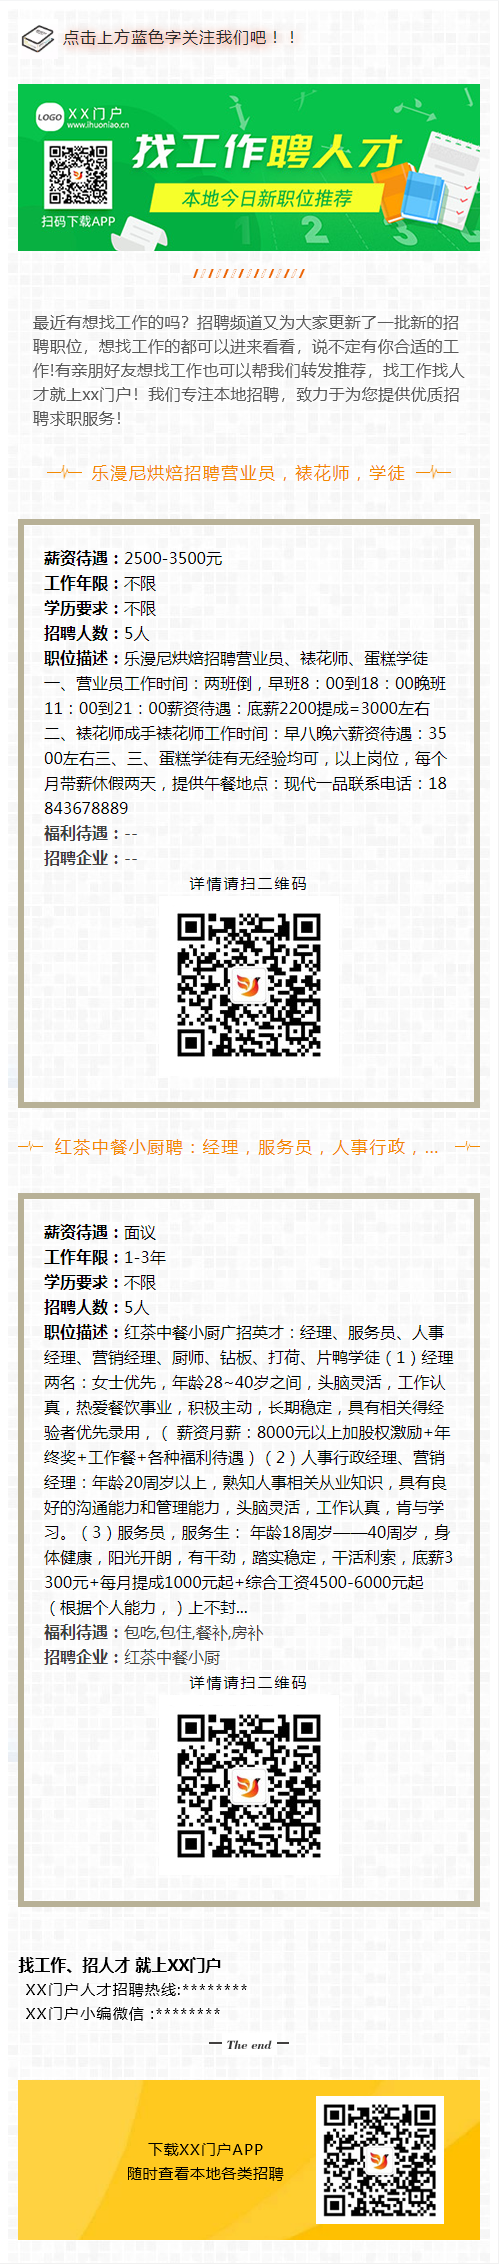 点击上方蓝色字关注我们吧！！
LOGO XX门户
www.ihuoniao.cn
找工作聘人才
本地今日新职位推荐
扫码下载APP
最近有想找工作的吗？招聘频道又为大家更新了一批新的招
聘职位，想找工作的都可以进来看看，说不定有你合适的工
作!有亲朋好友想找工作也可以帮我们转发推荐，找工作找人
才就上xx门户！我们专注本地招聘，致力于为您提供优质招
聘求职服务！
乐漫尼烘焙招聘营业员，裱花师，学徒
薪资待遇：2500-3500元
工作年限：不限
学历要求：不限
招聘人数：5人
职位描述：乐漫尼烘焙招聘营业员、裱花师、蛋糕学徒
一、营业员工作时间：两班倒，早班8：00到18：00晚班
11：00到21：00薪资待遇：底薪2200提成=3000左右
二、裱花师成手裱花师工作时间：早八晚六薪资待遇：35
00左右三、三、蛋糕学徒有无经验均可，以上岗位，每个
月带薪休假两天，提供午餐地点：现代一品联系电话：18
843678889
福利待遇：--
招聘企业：--
详情请扫二维码
红茶中餐小厨聘：经理，服务员，人事行政，...
薪资待遇：面议
工作年限：1-3年
学历要求：不限
招聘人数：5人
职位描述：红茶中餐小厨广招英才：经理、服务员、人事
经理、营销经理、厨师、钻板、打荷、片鸭学徒（1）经理
两名：女士优先，年龄28~40岁之间，头脑灵活，工作认
真，热爱餐饮事业，积极主动，长期稳定，具有相关得经
验者优先录用，（ 薪资月薪：8000元以上加股权激励+年
终奖+工作餐+各种福利待遇）（2）人事行政经理、营销
经理：年龄20周岁以上，熟知人事相关从业知识，具有良
好的沟通能力和管理能力，头脑灵活，工作认真，肯与学
习。（3）服务员，服务生： 年龄18周岁——40周岁，身
体健康，阳光开朗，有干劲，踏实稳定，干活利索，底薪3
300元+每月提成1000元起+综合工资4500-6000元起
（根据个人能力，）上不封...
福利待遇：包吃,包住,餐补,房补
招聘企业：红茶中餐小厨
详情请扫二维码
找工作、招人才 就上XX门户
XX门户人才招聘热线:********
XX门户小编微信 :********
The end
下载XX门户APP
随时查看本地各类招聘